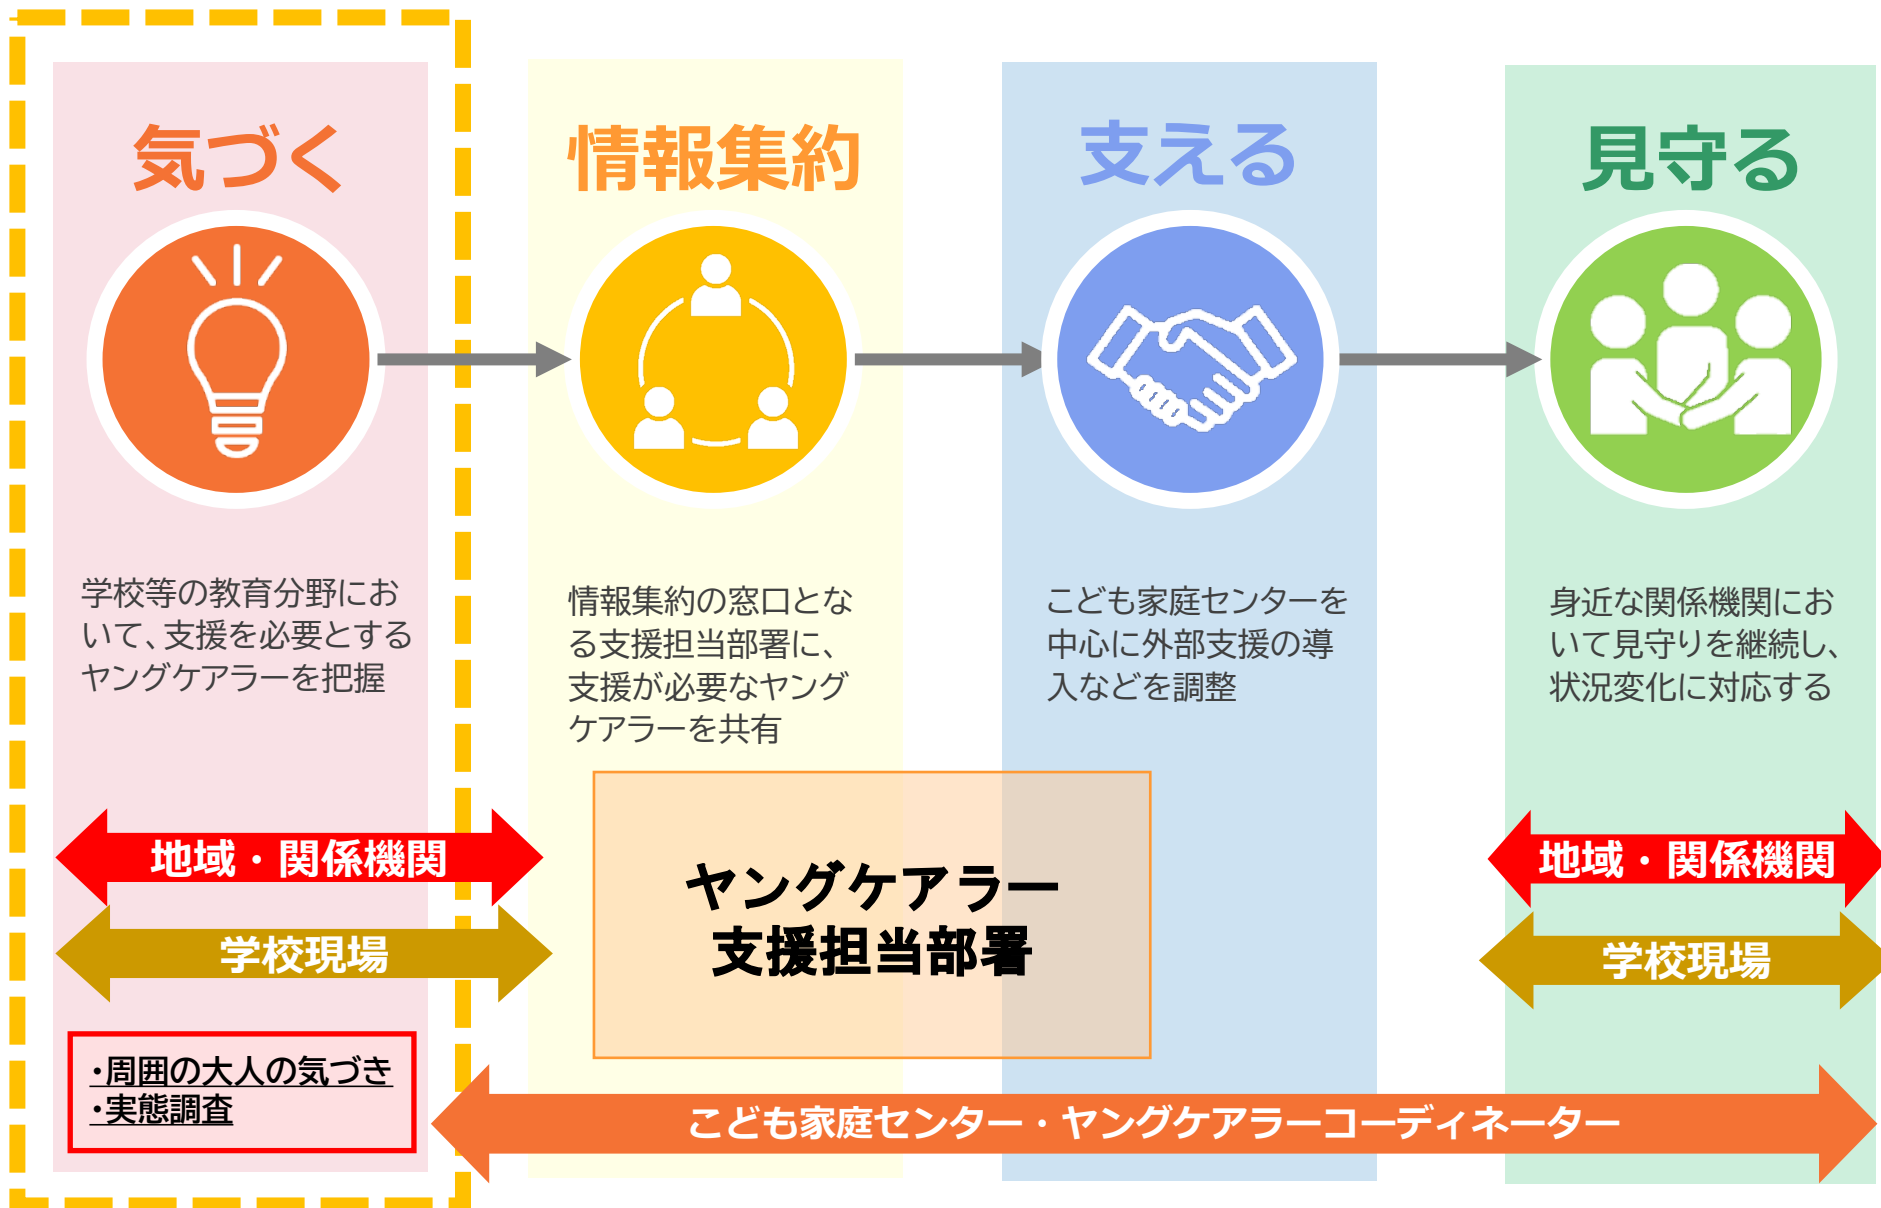 気づく
学校等の教育分野にお
いて、支援を必要とする
ヤングケアラーを把握
情報集約
情報集約の窓口とな
る支援担当部署に、
支援が必要なヤング
ケアラーを共有
支える
こども家庭センターを
中心に外部支援の導
入などを調整
見守る
身近な関係機関にお
いて見守りを継続し、
状況変化に対応する
地域・関係機関
学校現場
・周囲の大人の気づき
・実態調査
ヤングケアラー
支援担当部署
地域・関係機関
学校現場
こども家庭センター・ヤングケアラーコーディネーター